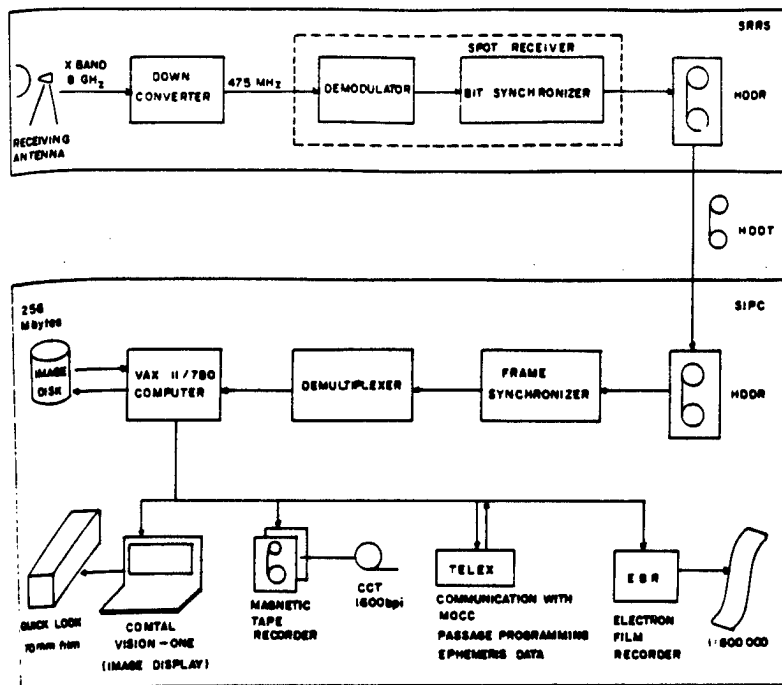 SRRS
SPOT RECEIVER
X BAND
8 GHz
DOWN
CONVERTER
475 MHz
DEMODULATOR
BIT SYNCHRONIZER
HDDR
RECEIVING
ANTENNA
HDDT
SIPC
256
Mbytes
IMAGE
DISK
VAX 11/780
COMPUTER
DEMULTIPLEXER
FRAME
SYNCHRONIZER
HDDR
QUICK LOOK
70mm film
COMTAL
VISION-ONE
(IMAGE DISPLAY)
MAGNETIC
TAPE
RECORDER
CCT
1600bpi
TELEX
COMMUNICATION WITH
MOCC
PASSAGE PROGRAMMING
EPHEMERIS DATA
EBR
ELECTRON
FILM
RECORDER
1:600 000